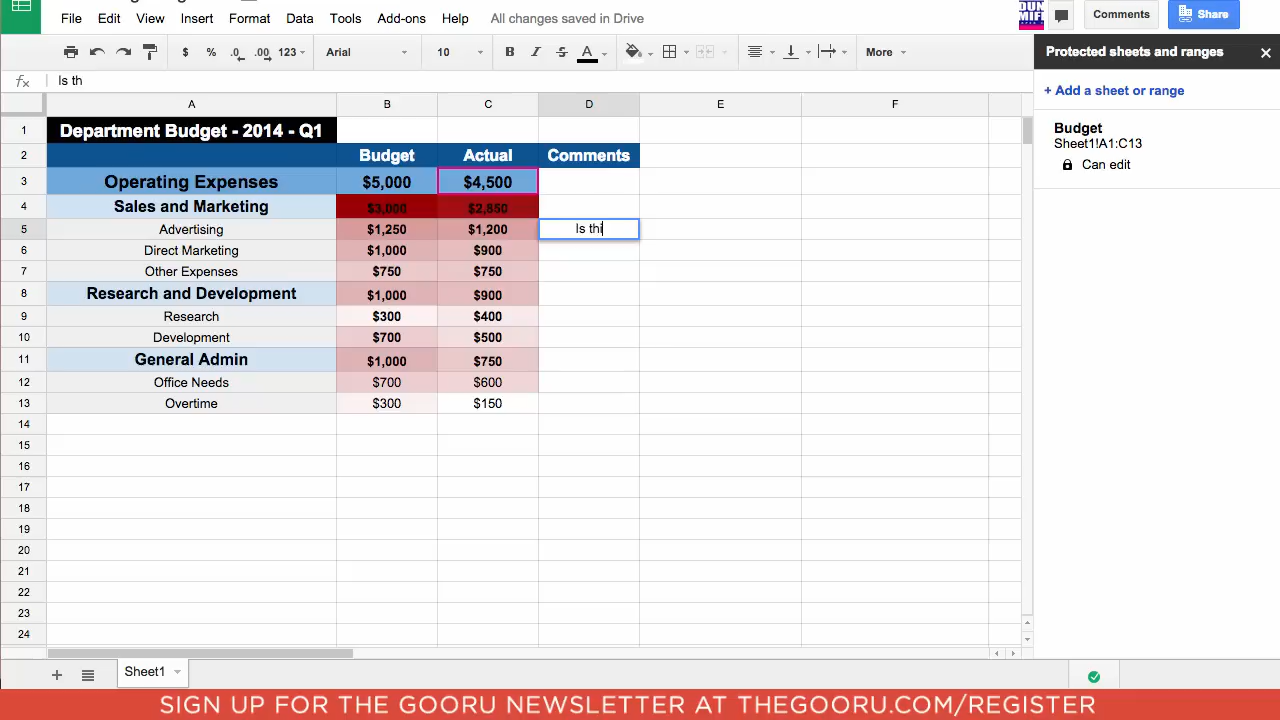 File Edit View Insert Format Data Tools Add-ons Help All changes saved in Drive
DUN
MIFF
Comments
Share
$ % .0 .00 123 Arial 10 B I S A More
Protected sheets and ranges
fx Is th
+ Add a sheet or range
A B C D E F
1 Department Budget - 2014 - Q1
Budget
Sheet1!A1:C13
Can edit
2 Budget Actual Comments
3 Operating Expenses $5,000 $4,500
4 Sales and Marketing $3,000 $2,850
5 Advertising $1,250 $1,200 Is thi
6 Direct Marketing $1,000 $900
7 Other Expenses $750 $750
8 Research and Development $1,000 $900
9 Research $300 $400
10 Development $700 $500
11 General Admin $1,000 $750
12 Office Needs $700 $600
13 Overtime $300 $150
14
15
16
17
18
19
20
21
22
23
24
Sheet1
SIGN UP FOR THE GOORU NEWSLETTER AT THEGOORU.COM/REGISTER